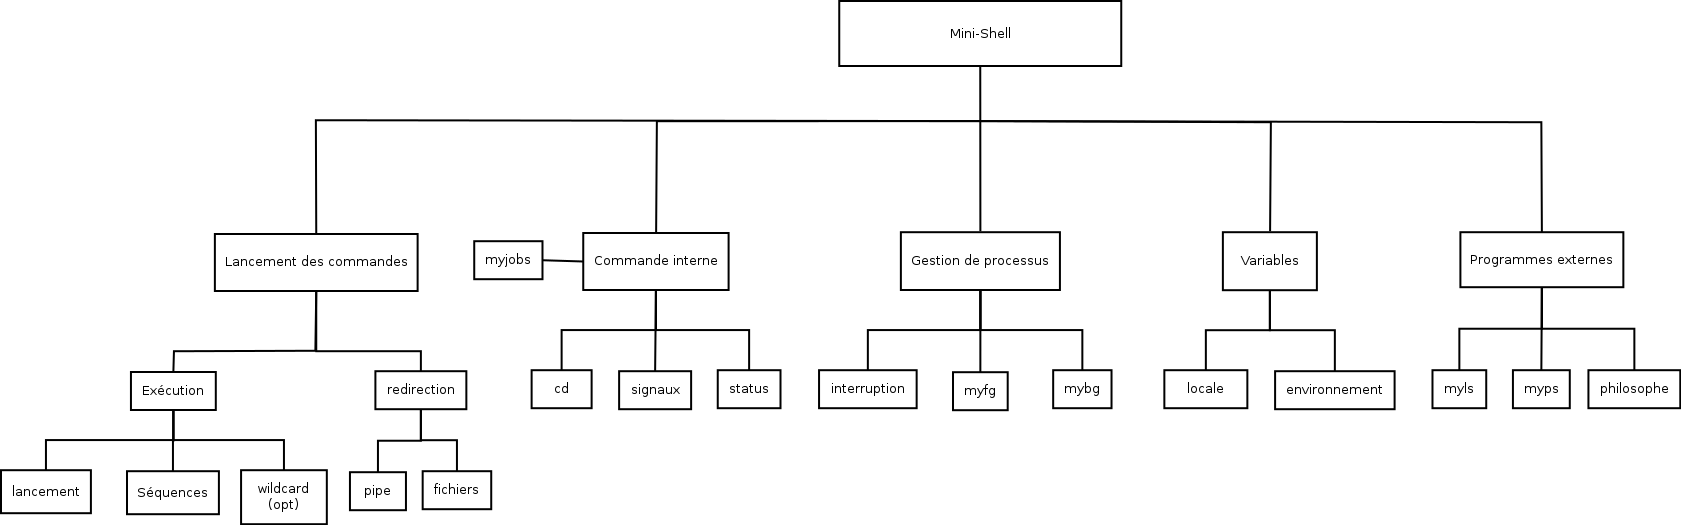 Mini-Shell
Lancement des commandes
myjobs
Commande interne
Gestion de processus
Variables
Programmes externes
Exécution
redirection
cd
signaux
status
interruption
myfg
mybg
locale
environnement
myls
myps
philosophe
lancement
Séquences
wildcard
(opt)
pipe
fichiers